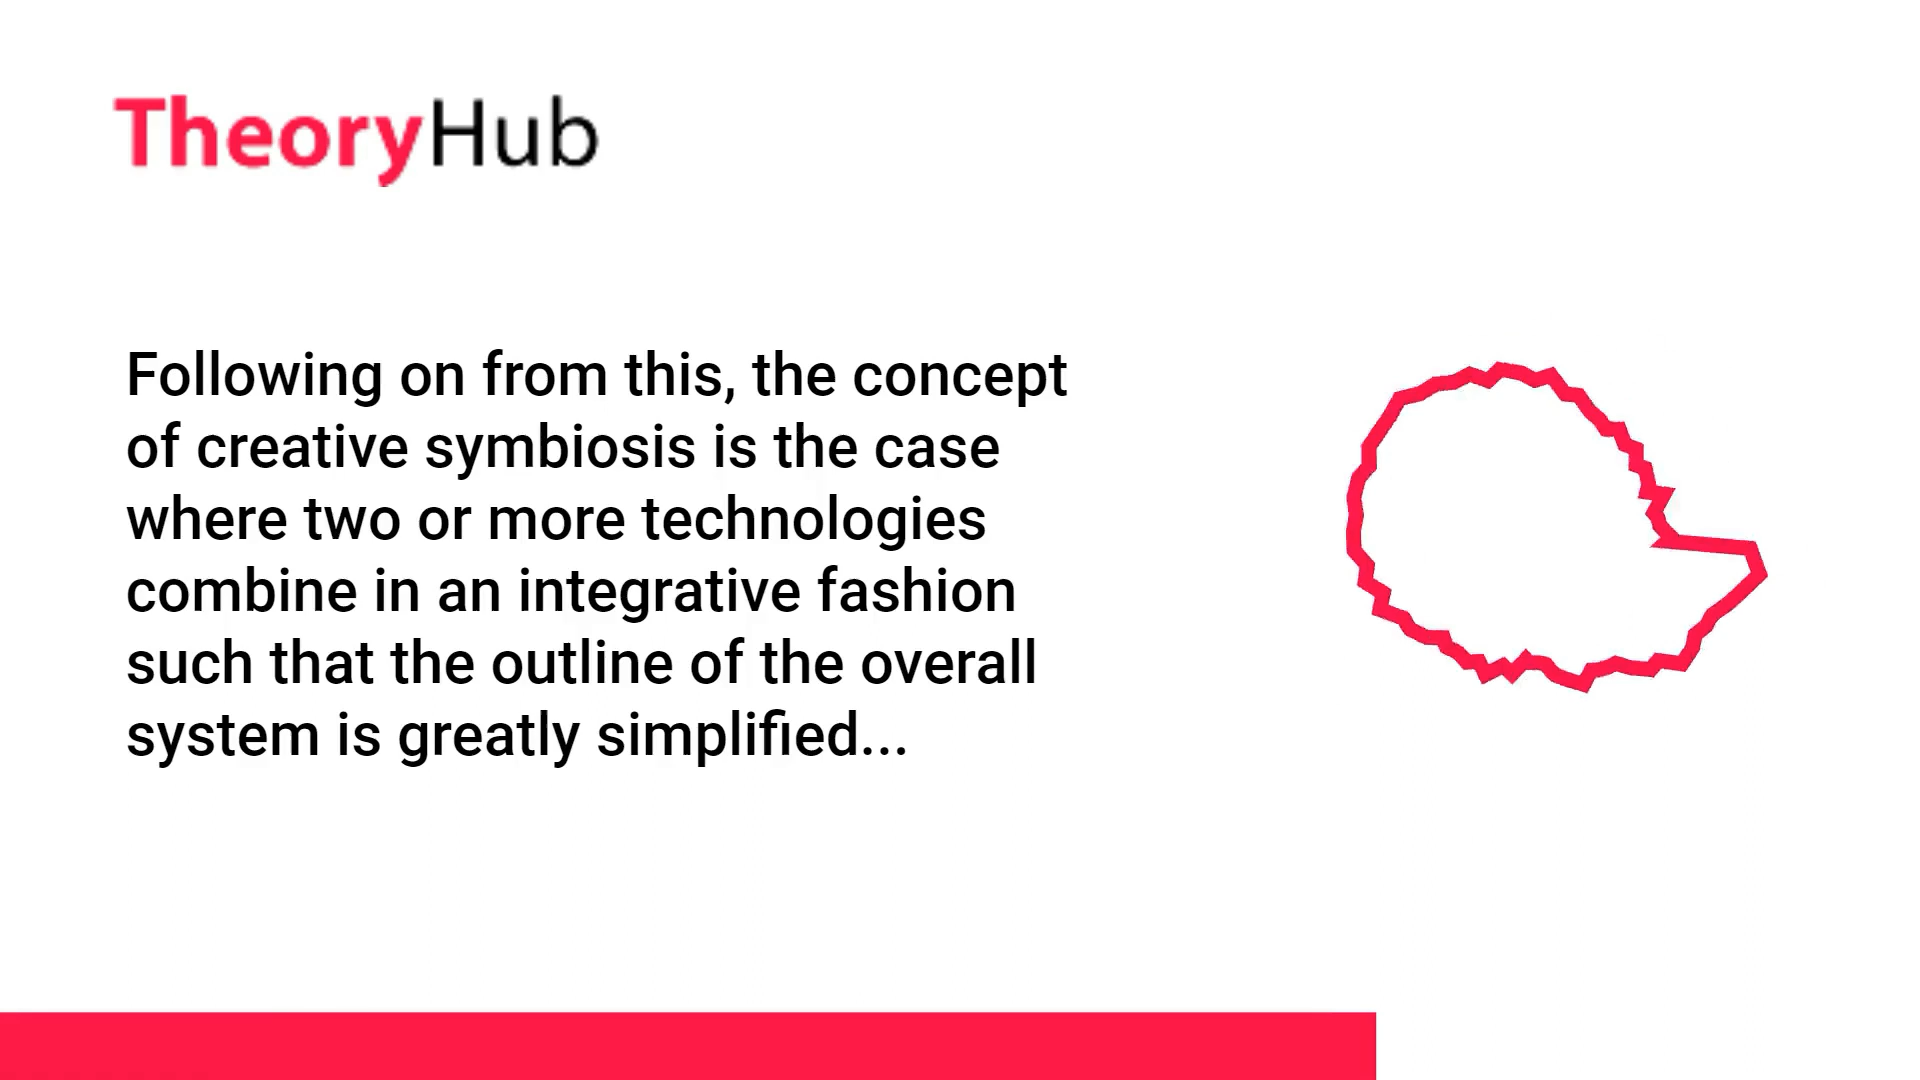 TheoryHub
Following on from this, the concept
of creative symbiosis is the case
where two or more technologies
combine in an integrative fashion
such that the outline of the overall
system is greatly simplified...